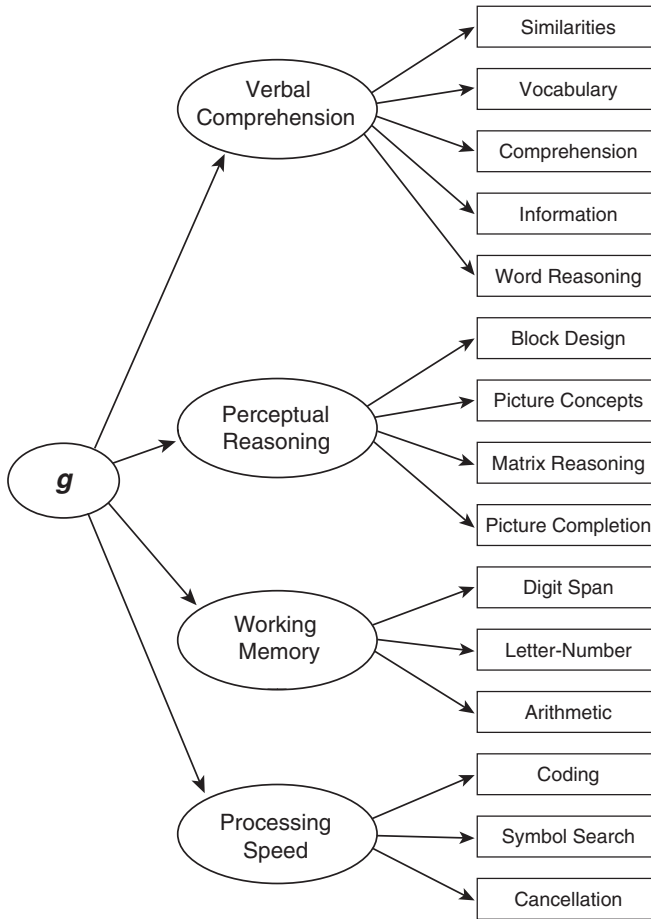 g
Verbal
Comprehension
Similarities
Vocabulary
Comprehension
Information
Word Reasoning
Perceptual
Reasoning
Block Design
Picture Concepts
Matrix Reasoning
Picture Completion
Working
Memory
Digit Span
Letter-Number
Arithmetic
Processing
Speed
Coding
Symbol Search
Cancellation